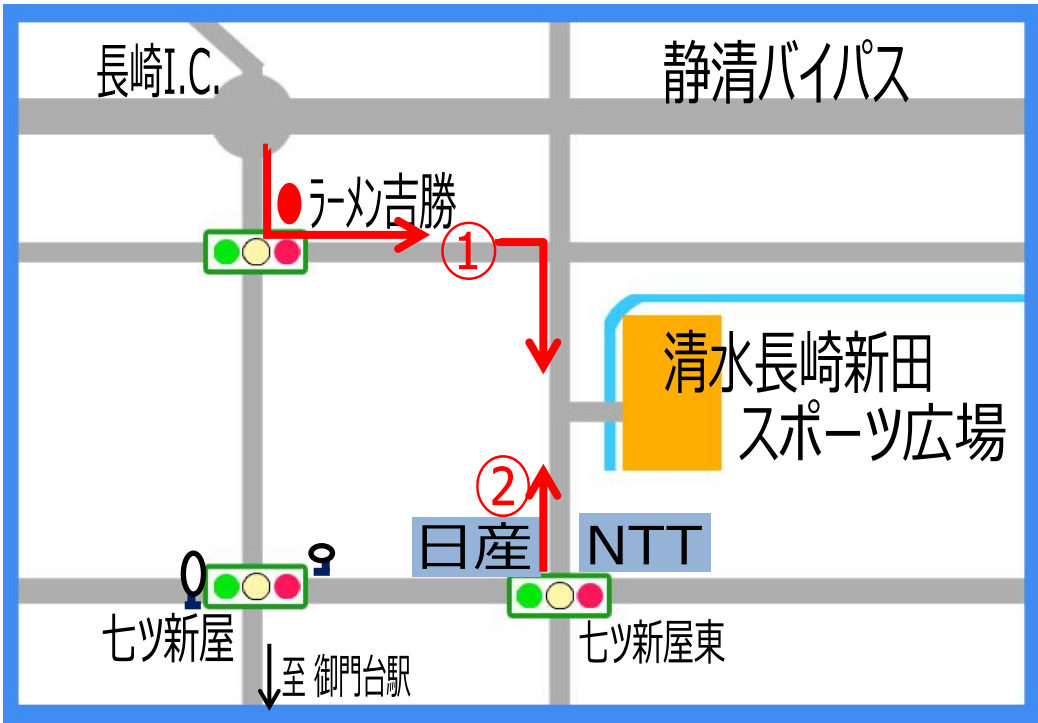 長崎I.C.
静清バイパス
ラーメン吉勝
①
清水長崎新田
スポーツ広場
②
日産
NTT
七ツ新屋
七ツ新屋東
至 御門台駅